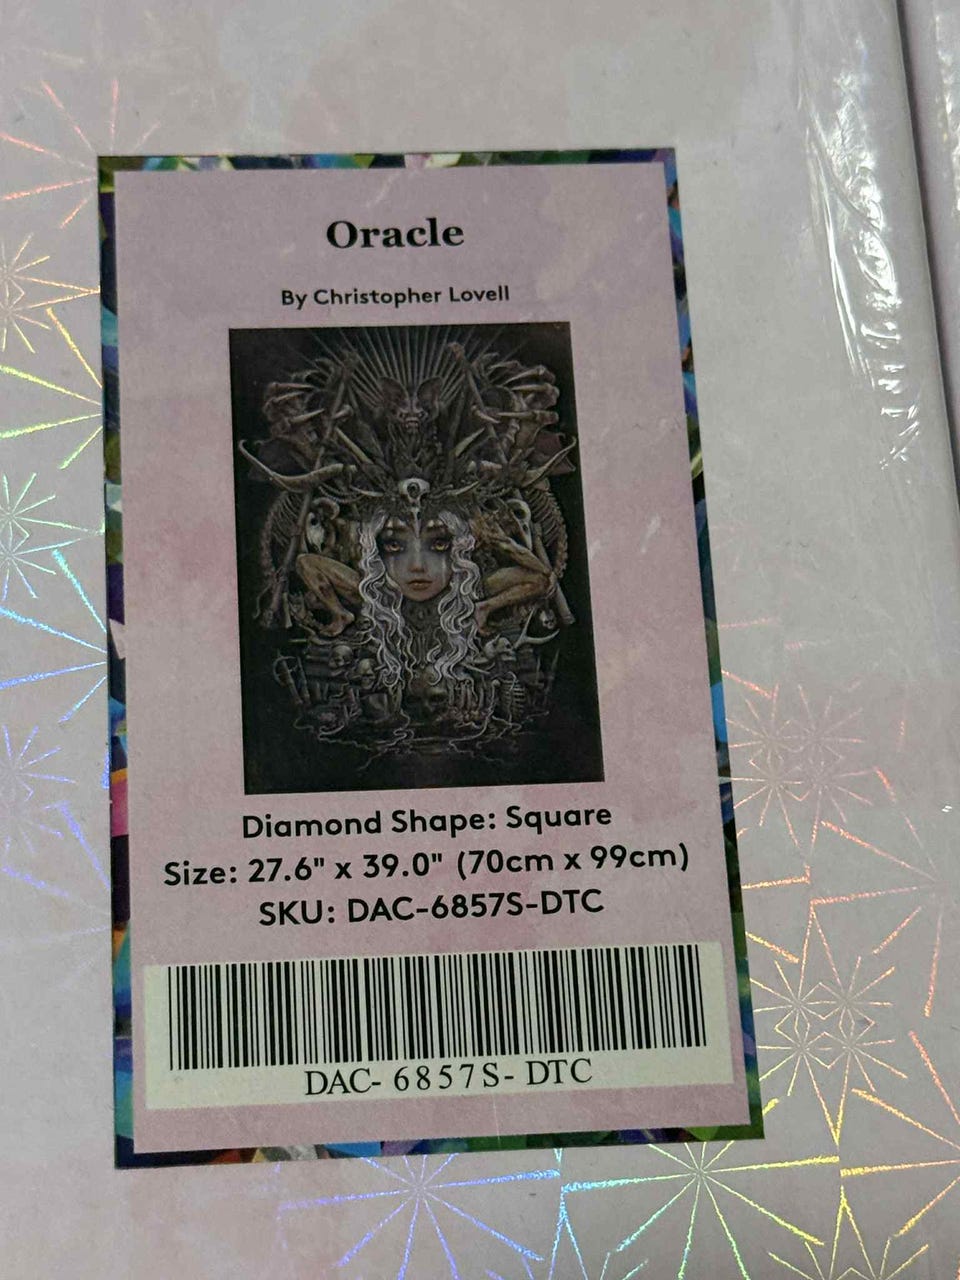 Oracle
By Christopher Lovell
Diamond Shape: Square
Size: 27.6" x 39.0" (70cm x 99cm)
SKU: DAC-6857S-DTC
DAC- 6857S- DTC